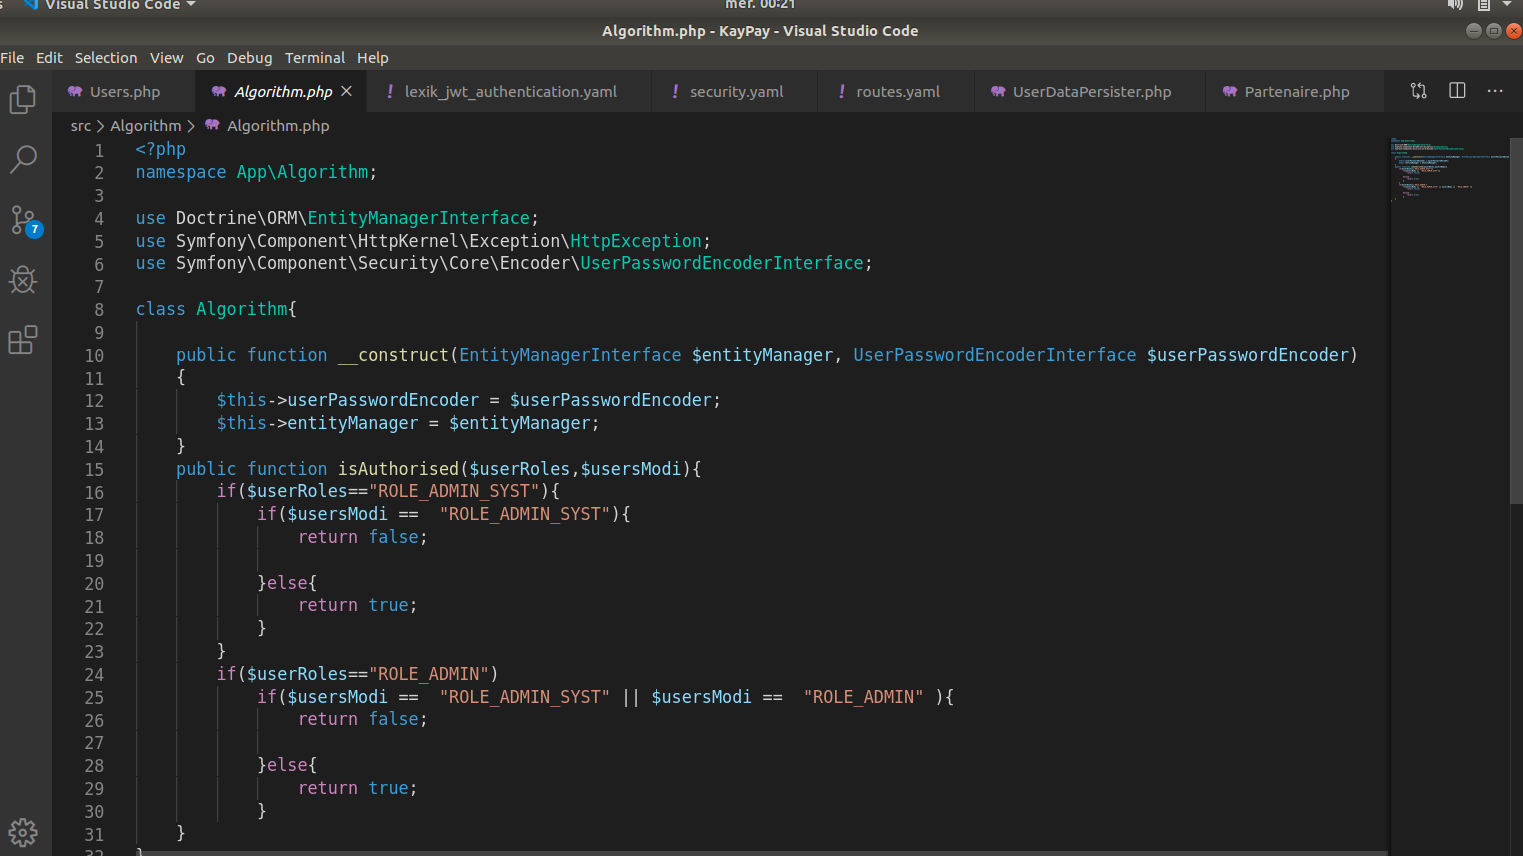 Visual Studio Code
mer. 00:21
Algorithm.php - KayPay - Visual Studio Code
File Edit Selection View Go Debug Terminal Help
Users.php Algorithm.php lexik_jwt_authentication.yaml security.yaml routes.yaml UserDataPersister.php Partenaire.php
src > Algorithm > Algorithm.php
7
1 <?php
2 namespace App\Algorithm;
3
4 use Doctrine\ORM\EntityManagerInterface;
5 use Symfony\Component\HttpKernel\Exception\HttpException;
6 use Symfony\Component\Security\Core\Encoder\UserPasswordEncoderInterface;
7
8 class Algorithm{
9
10     public function __construct(EntityManagerInterface $entityManager, UserPasswordEncoderInterface $userPasswordEncoder)
11     {
12         $this->userPasswordEncoder = $userPasswordEncoder;
13         $this->entityManager = $entityManager;
14     }
15     public function isAuthorised($userRoles,$usersModi){
16         if($userRoles=="ROLE_ADMIN_SYST"){
17             if($usersModi ==  "ROLE_ADMIN_SYST"){
18                 return false;
19
20             }else{
21                 return true;
22             }
23         }
24         if($userRoles=="ROLE_ADMIN")
25             if($usersModi ==  "ROLE_ADMIN_SYST" || $usersModi ==  "ROLE_ADMIN" ){
26                 return false;
27
28             }else{
29                 return true;
30             }
31     }
32 }